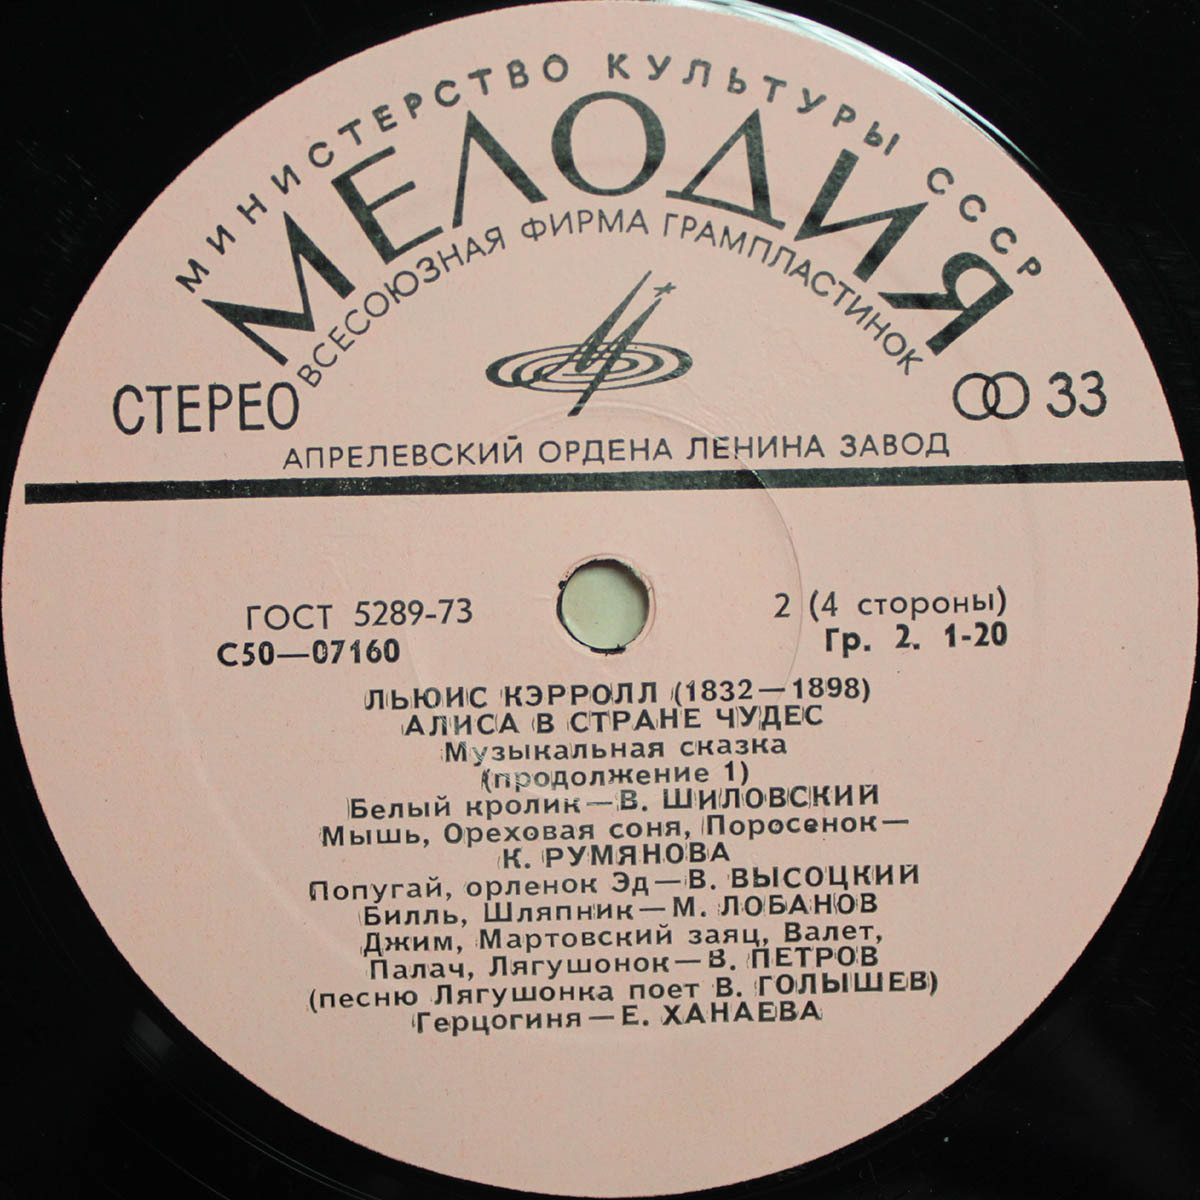 МИНИСТЕРСТВО КУЛЬТУРЫ СССР
МЕЛОДИЯ
ВСЕСОЮЗНАЯ ФИРМА ГРАМПЛАСТИНОК
СТЕРЕО
33
АПРЕЛЕВСКИЙ ОРДЕНА ЛЕНИНА ЗАВОД
ГОСТ 5289-73
2 (4 стороны)
С50—07160
Гр. 2. 1-20
ЛЬЮИС КЭРРОЛЛ (1832—1898)
АЛИСА В СТРАНЕ ЧУДЕС
Музыкальная сказка
(продолжение 1)
Белый кролик—В. ШИЛОВСКИЙ
Мышь, Ореховая соня, Поросенок—
К. РУМЯНОВА
Попугай, орленок Эд—В. ВЫСОЦКИЙ
Билль, Шляпник—М. ЛОБАНОВ
Джим, Мартовский заяц, Валет,
Палач, Лягушонок—В. ПЕТРОВ
(песню Лягушонка поет В. ГОЛЫШЕВ)
Герцогиня—Е. ХАНАЕВА